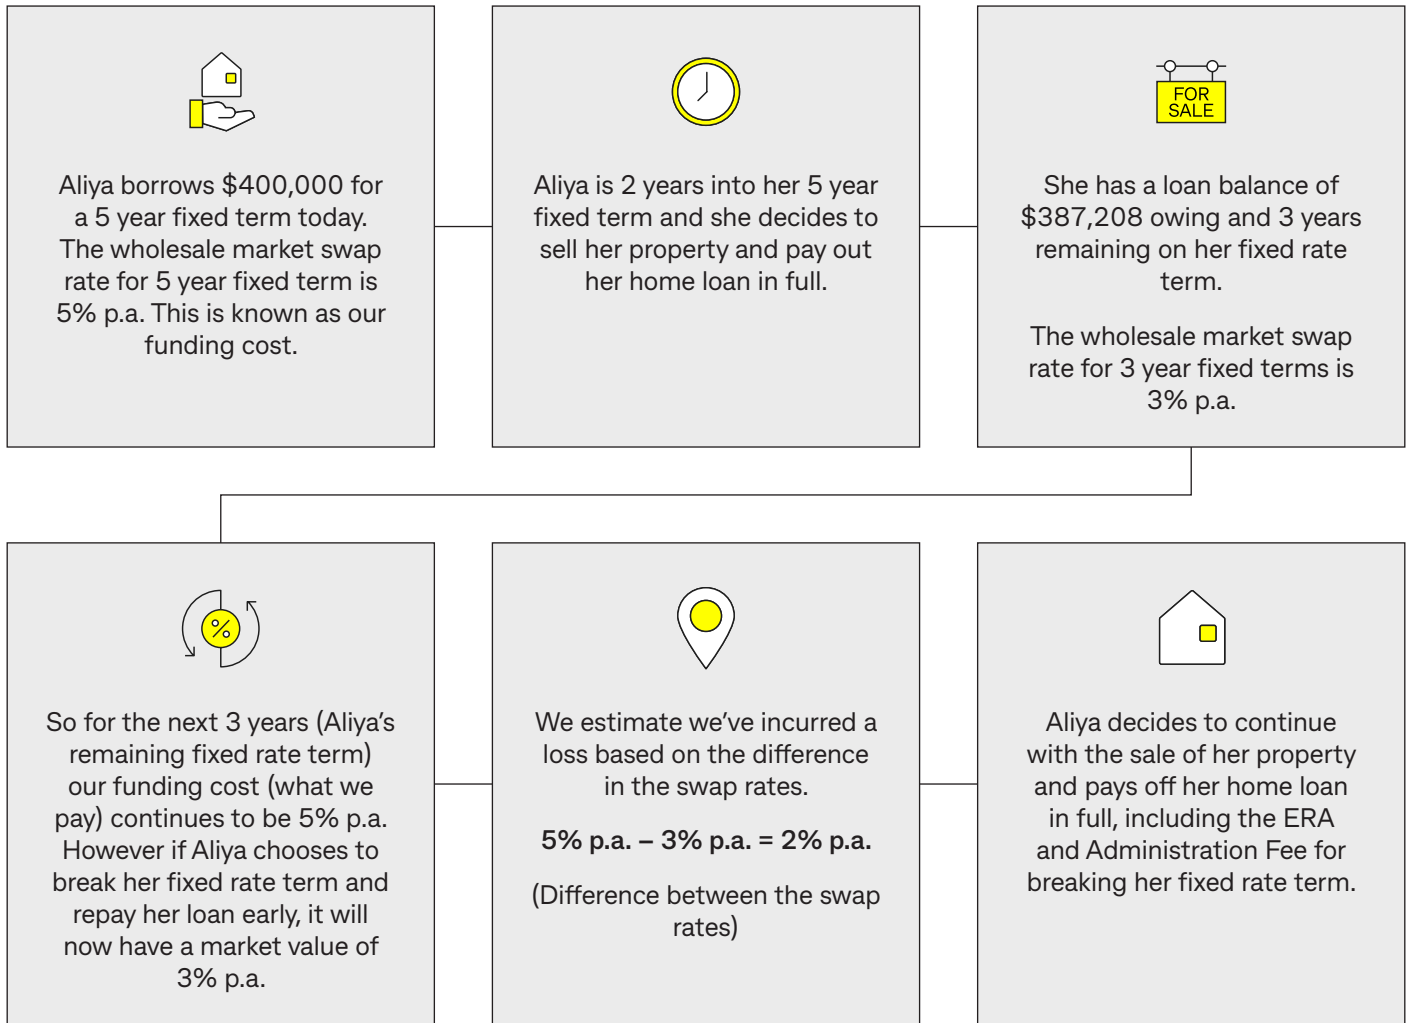 Aliya borrows $400,000 for
a 5 year fixed term today.
The wholesale market swap
rate for 5 year fixed term is
5% p.a. This is known as our
funding cost.
Aliya is 2 years into her 5 year
fixed term and she decides to
sell her property and pay out
her home loan in full.
FOR
SALE
She has a loan balance of
$387,208 owing and 3 years
remaining on her fixed rate
term.
The wholesale market swap
rate for 3 year fixed terms is
3% p.a.
%
So for the next 3 years (Aliya’s
remaining fixed rate term)
our funding cost (what we
pay) continues to be 5% p.a.
However if Aliya chooses to
break her fixed rate term and
repay her loan early, it will
now have a market value of
3% p.a.
We estimate we’ve incurred a
loss based on the difference
in the swap rates.
5% p.a. – 3% p.a. = 2% p.a.
(Difference between the swap
rates)
Aliya decides to continue
with the sale of her property
and pays off her home loan
in full, including the ERA
and Administration Fee for
breaking her fixed rate term.